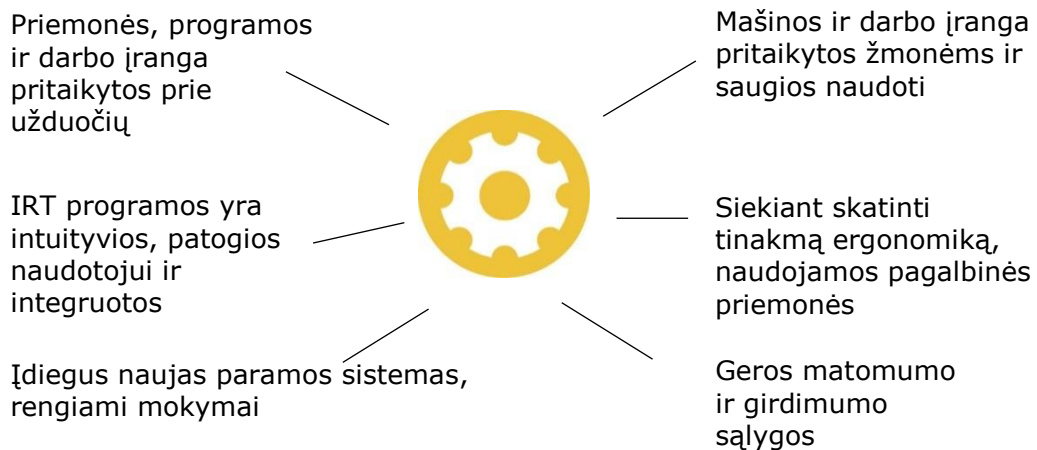 Priemonės, programos
ir darbo įranga
pritaikytos prie
užduočių
Mašinos ir darbo įranga
pritaikytos žmonėms ir
saugios naudoti
IRT programos yra
intuityvios, patogios
naudotojui ir
integruotos
Siekiant skatinti
tinakmą ergonomiką,
naudojamos pagalbinės
priemonės
Įdiegus naujas paramos sistemas,
rengiami mokymai
Geros matomumo
ir girdimumo
sąlygos